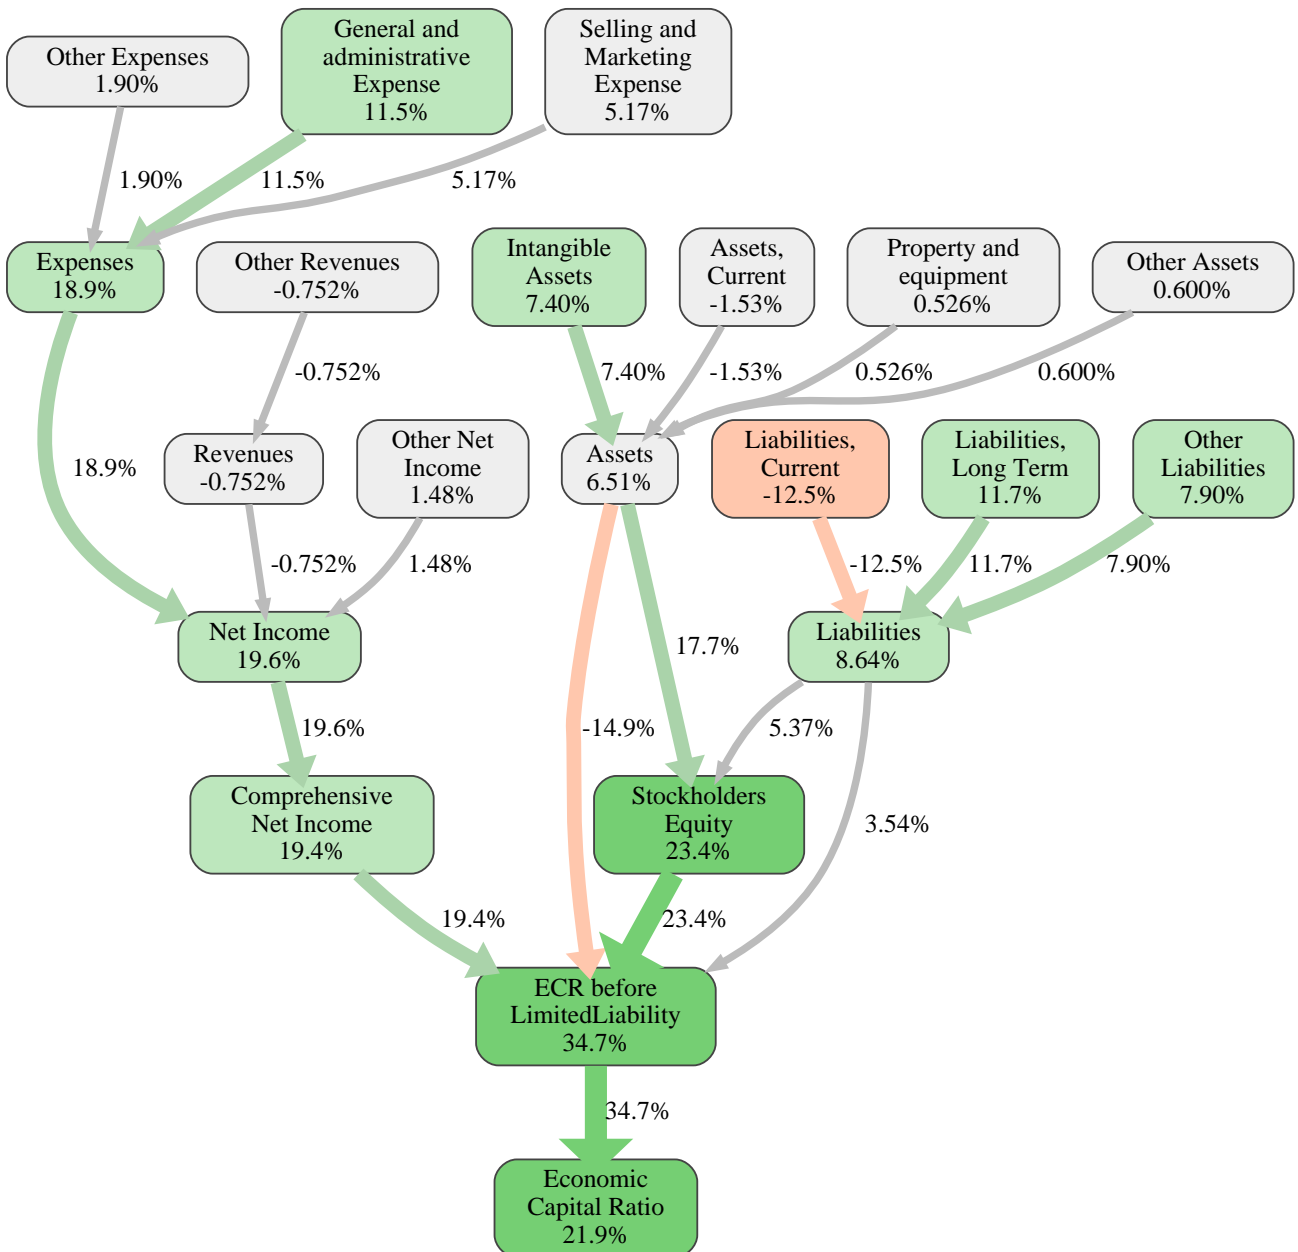 Other Expenses
1.90%
General and
administrative
Expense
11.5%
Selling and
Marketing
Expense
5.17%
1.90%
11.5%
5.17%
Expenses
18.9%
Other Revenues
-0.752%
Intangible
Assets
7.40%
Assets,
Current
-1.53%
Property and
equipment
0.526%
Other Assets
0.600%
-0.752%
7.40%
-1.53%
0.526%
0.600%
18.9%
Revenues
-0.752%
Other Net
Income
1.48%
Assets
6.51%
Liabilities,
Current
-12.5%
Liabilities,
Long Term
11.7%
Other
Liabilities
7.90%
-0.752%
1.48%
-12.5%
11.7%
7.90%
Net Income
19.6%
17.7%
Liabilities
8.64%
19.6%
-14.9%
5.37%
Comprehensive
Net Income
19.4%
Stockholders
Equity
23.4%
3.54%
19.4%
23.4%
ECR before
LimitedLiability
34.7%
34.7%
Economic
Capital Ratio
21.9%